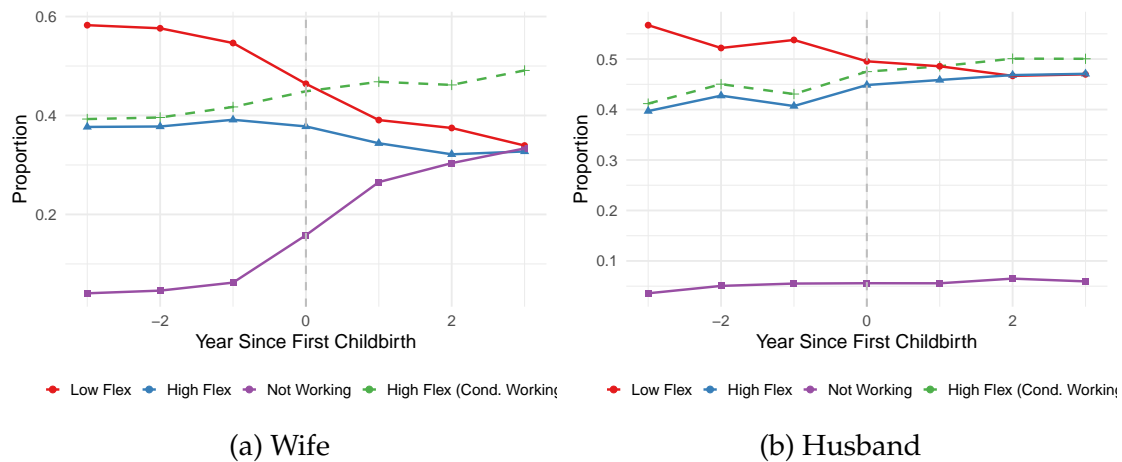 0.6
0.4
0.2
Proportion
−2
0
2
Year Since First Childbirth
Low Flex High Flex Not Working High Flex (Cond. Working
(a) Wife
0.5
0.4
0.3
0.2
0.1
Proportion
−2
0
2
Year Since First Childbirth
Low Flex High Flex Not Working High Flex (Cond. Working
(b) Husband